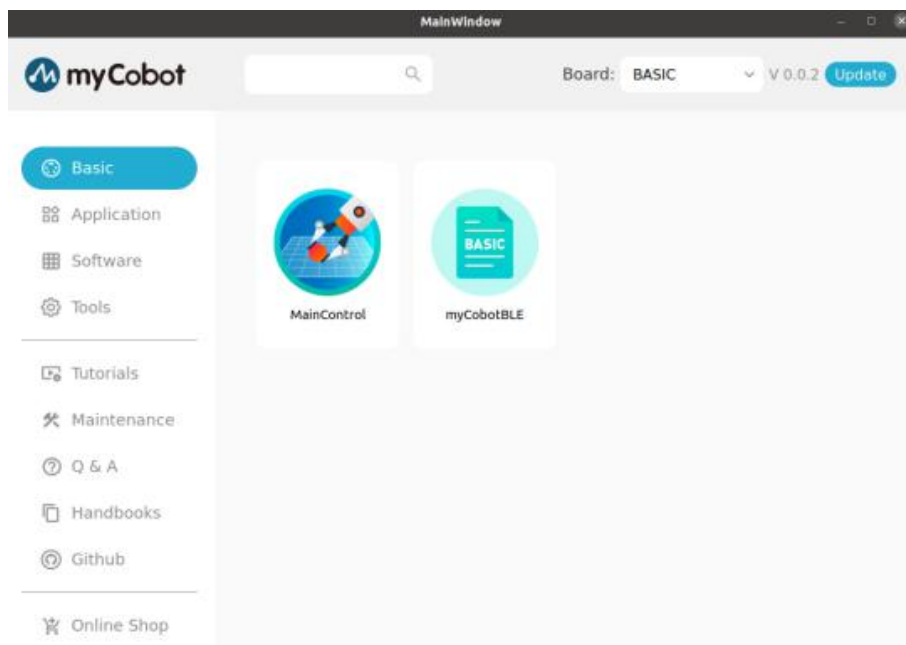 MainWindow
myCobot
Board: BASIC V 0.0.2 Update
Basic
Application
Software
Tools
Tutorials
Maintenance
Q & A
Handbooks
Github
Online Shop
BASIC
MainControl
myCobotBLE